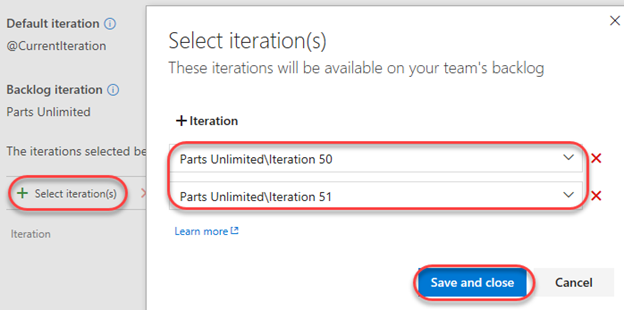 Default iteration
@CurrentIteration
Backlog iteration
Parts Unlimited
The iterations selected be
+ Select iteration(s)
Iteration
Select iteration(s)
These iterations will be available on your team's backlog
+ Iteration
Parts Unlimited\Iteration 50
Parts Unlimited\Iteration 51
Learn more
Save and close
Cancel